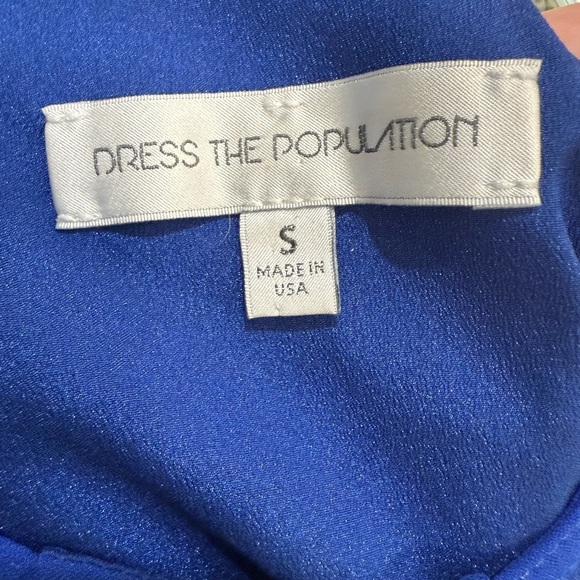 DRESS THE POPULATION
S
MADE IN
USA